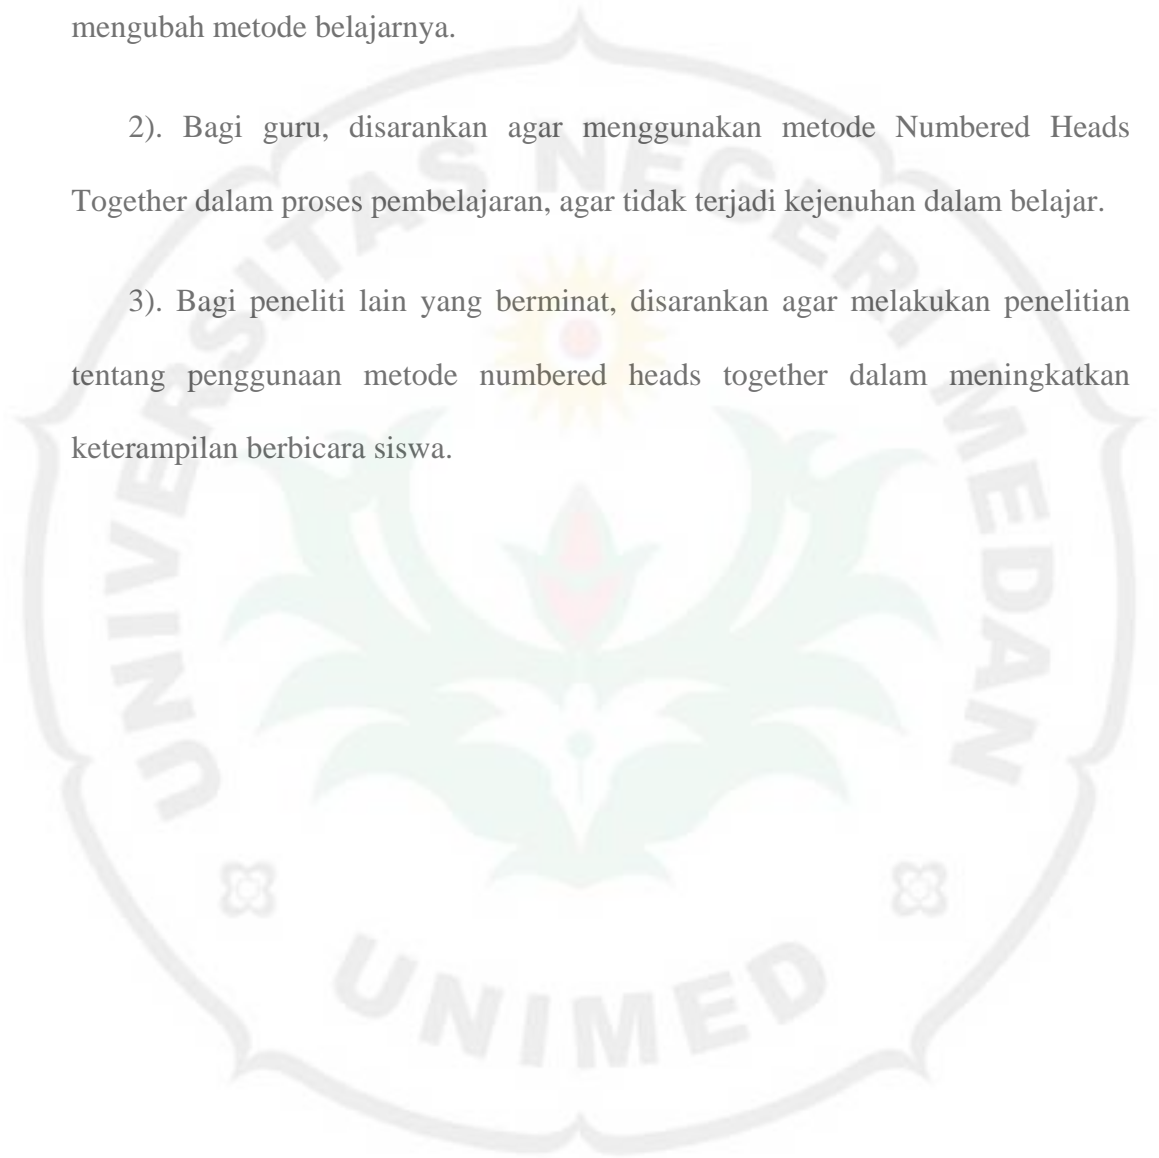 mengubah metode belajarnya.
2). Bagi guru, disarankan agar menggunakan metode Numbered Heads
Together dalam proses pembelajaran, agar tidak terjadi kejenuhan dalam belajar.
3). Bagi peneliti lain yang berminat, disarankan agar melakukan penelitian
tentang penggunaan metode numbered heads together dalam meningkatkan
keterampilan berbicara siswa.
UNIVERSITAS NEGERI MEDAN
UNIMED